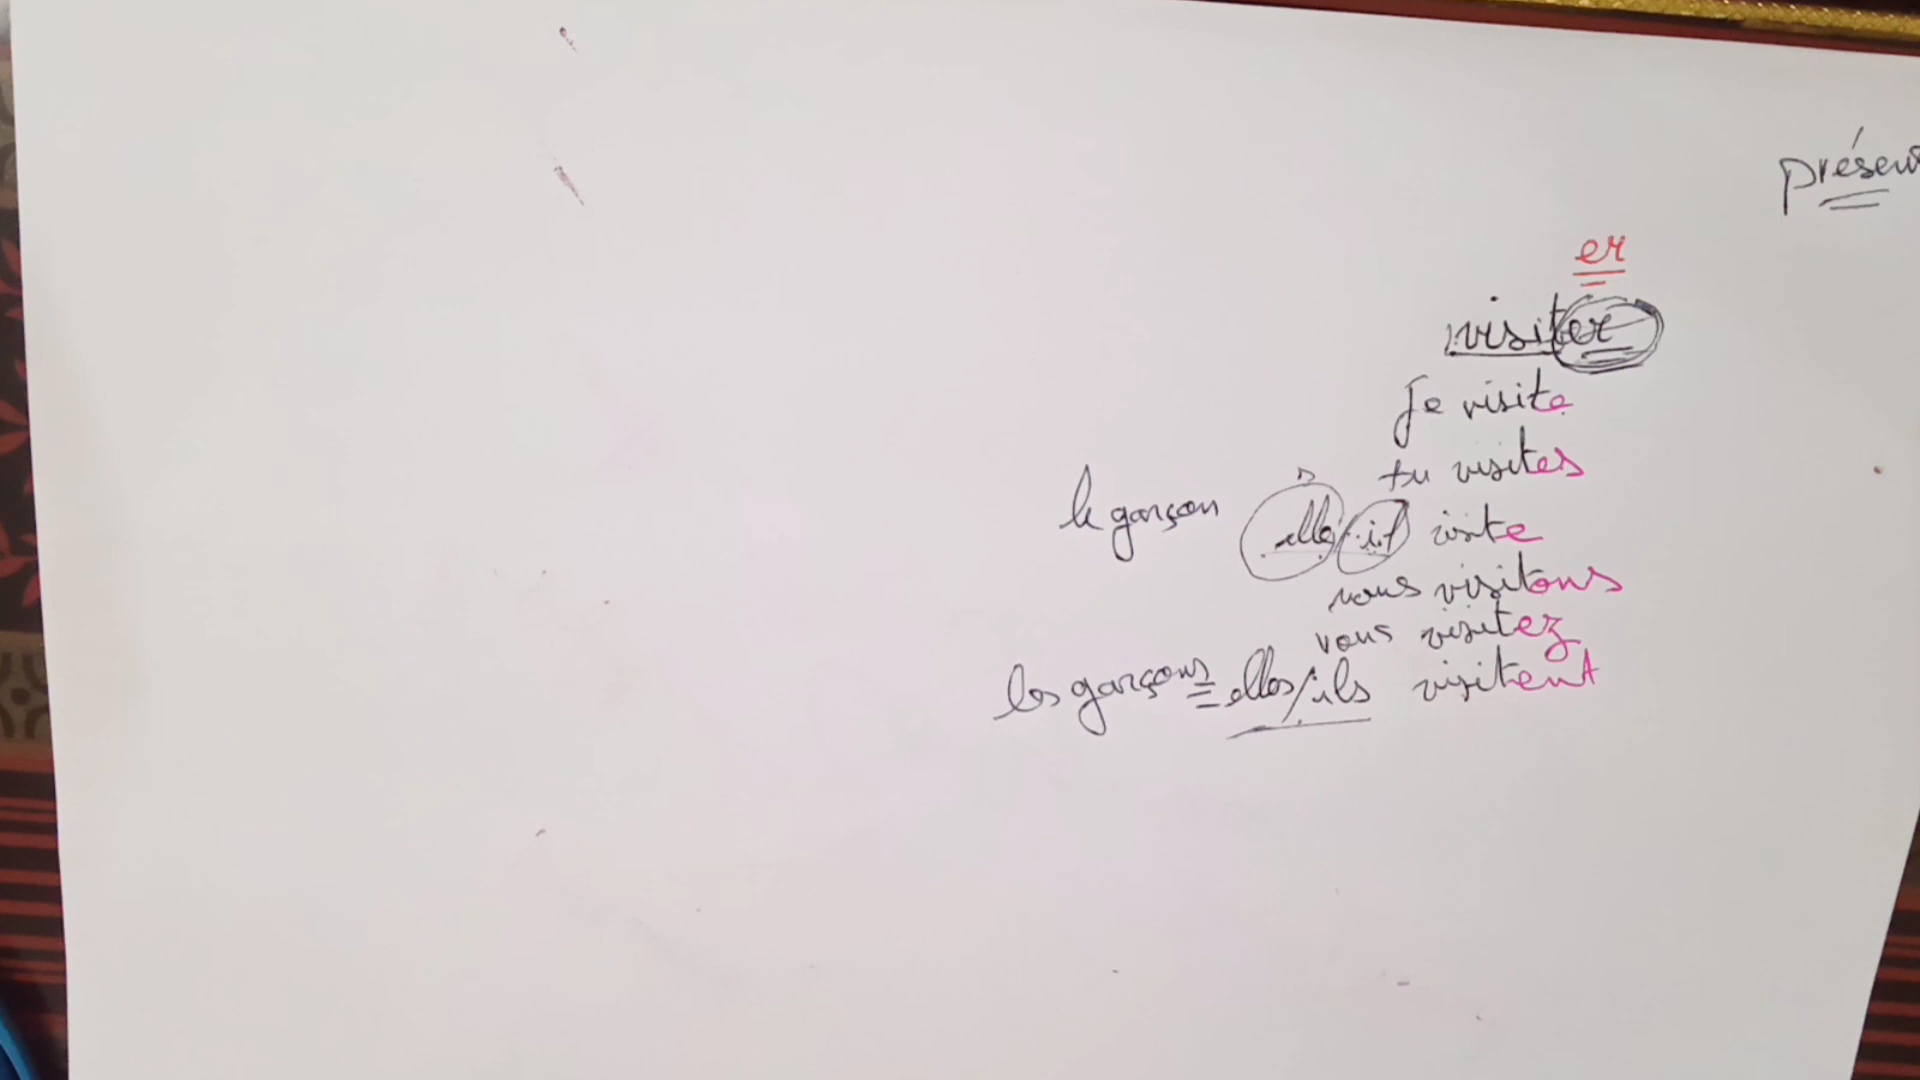 présen
er
visiter
Je visite
tu visites
le garçon elle/il visite
nous visitons
vous visitez
les garçons = elles/ils visitent